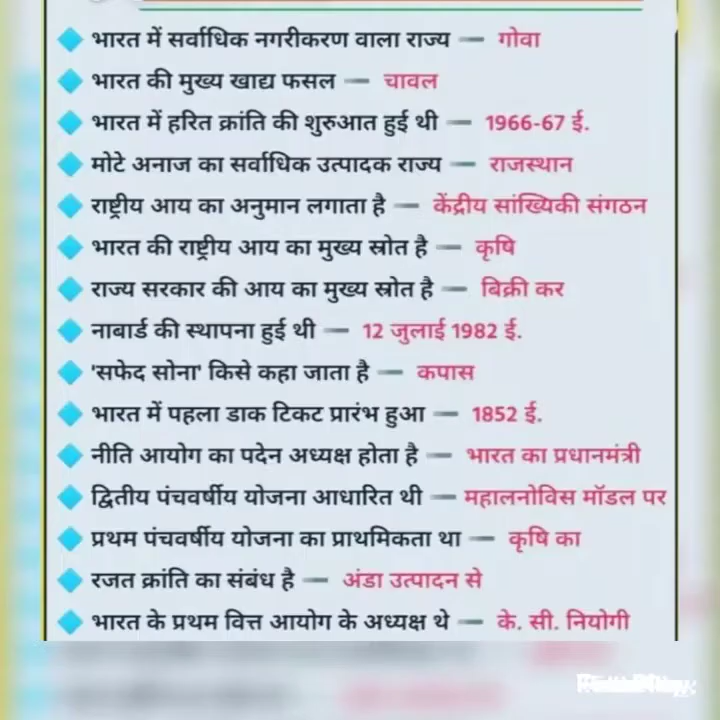 भारत में सर्वाधिक नगरीकरण वाला राज्य — गोवा
भारत की मुख्य खाद्य फसल — चावल
भारत में हरित क्रांति की शुरुआत हुई थी — 1966-67 ई.
मोटे अनाज का सर्वाधिक उत्पादक राज्य — राजस्थान
राष्ट्रीय आय का अनुमान लगाता है — केंद्रीय सांख्यिकी संगठन
भारत की राष्ट्रीय आय का मुख्य स्रोत है — कृषि
राज्य सरकार की आय का मुख्य स्रोत है — बिक्री कर
नाबार्ड की स्थापना हुई थी — 12 जुलाई 1982 ई.
'सफेद सोना' किसे कहा जाता है — कपास
भारत में पहला डाक टिकट प्रारंभ हुआ — 1852 ई.
नीति आयोग का पदेन अध्यक्ष होता है — भारत का प्रधानमंत्री
द्वितीय पंचवर्षीय योजना आधारित थी — महालनोविस मॉडल पर
प्रथम पंचवर्षीय योजना का प्राथमिकता था — कृषि का
रजत क्रांति का संबंध है — अंडा उत्पादन से
भारत के प्रथम वित्त आयोग के अध्यक्ष थे — के. सी. नियोगी